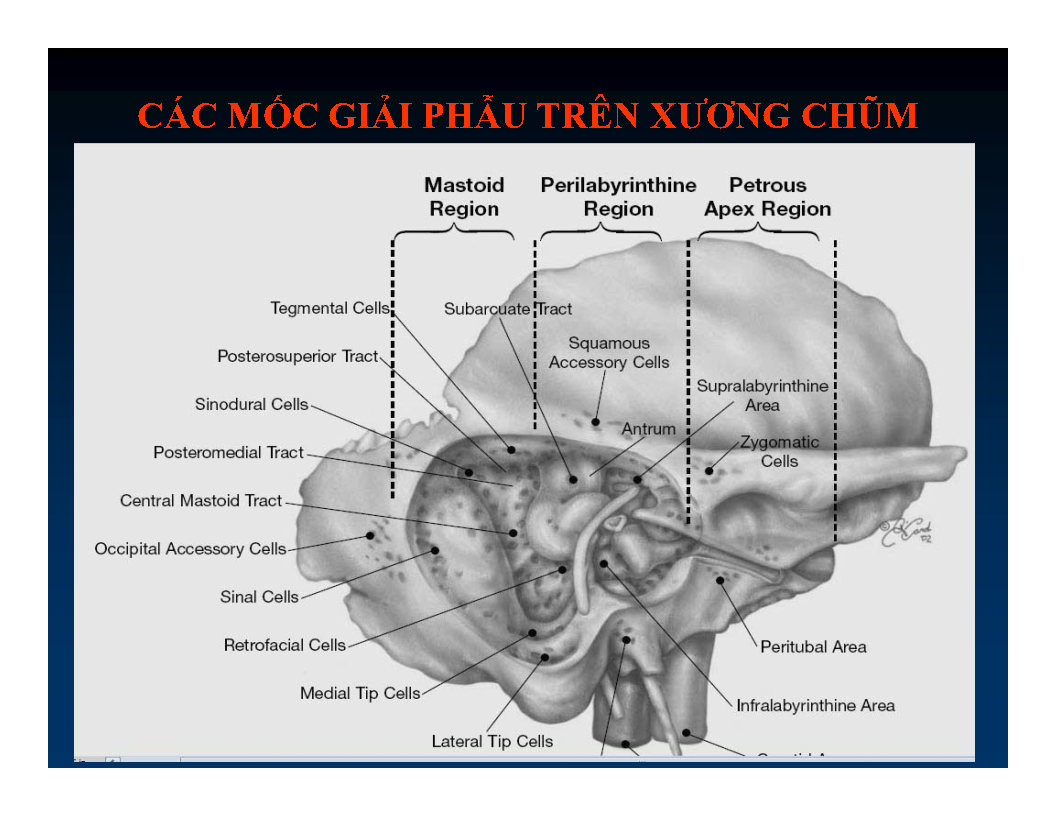 CÁC MỐC GIẢI PHẪU TRÊN XƯƠNG CHŨM
Mastoid
Region
Perilabyrinthine
Region
Petrous
Apex Region
Tegmental Cells
Subarcuate Tract
Posterosuperior Tract
Squamous
Accessory Cells
Supralabyrinthine
Area
Sinodural Cells
Antrum
Zygomatic
Cells
Posteromedial Tract
Central Mastoid Tract
Occipital Accessory Cells
Sinal Cells
Retrofacial Cells
Peritubal Area
Medial Tip Cells
Infralabyrinthine Area
Lateral Tip Cells